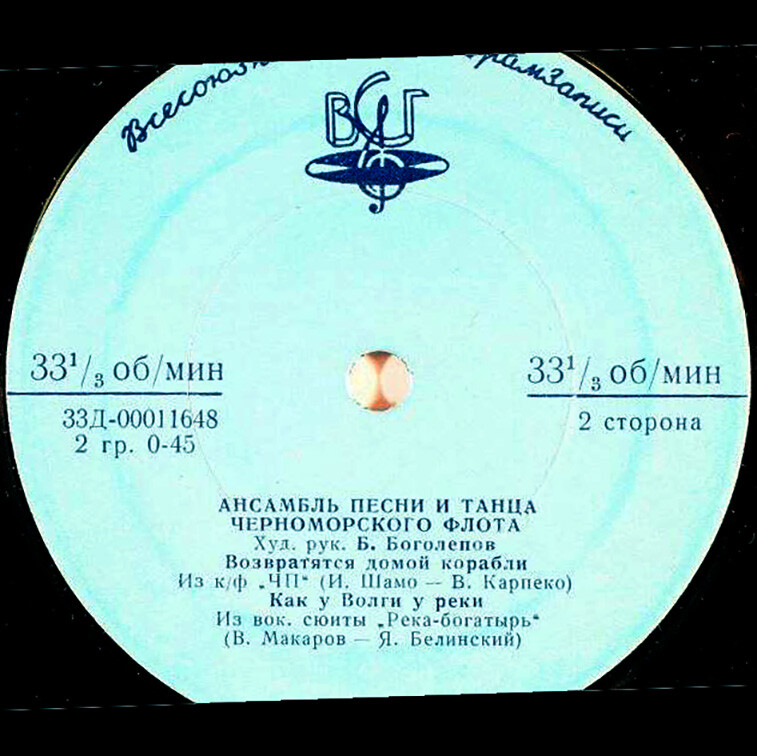 грамзаписи
ВСГ
33¹/₃ об/мин
33¹/₃ об/мин
33Д-00011648
2 гр. 0-45
2 сторона
АНСАМБЛЬ ПЕСНИ И ТАНЦА
ЧЕРНОМОРСКОГО ФЛОТА
Худ. рук. Б. Боголепов
Возвратятся домой корабли
Из к/ф „ЧП“ (И. Шамо — В. Карпеко)
Как у Волги у реки
Из вок. сюиты „Река-богатырь“
(В. Макаров — Я. Белинский)